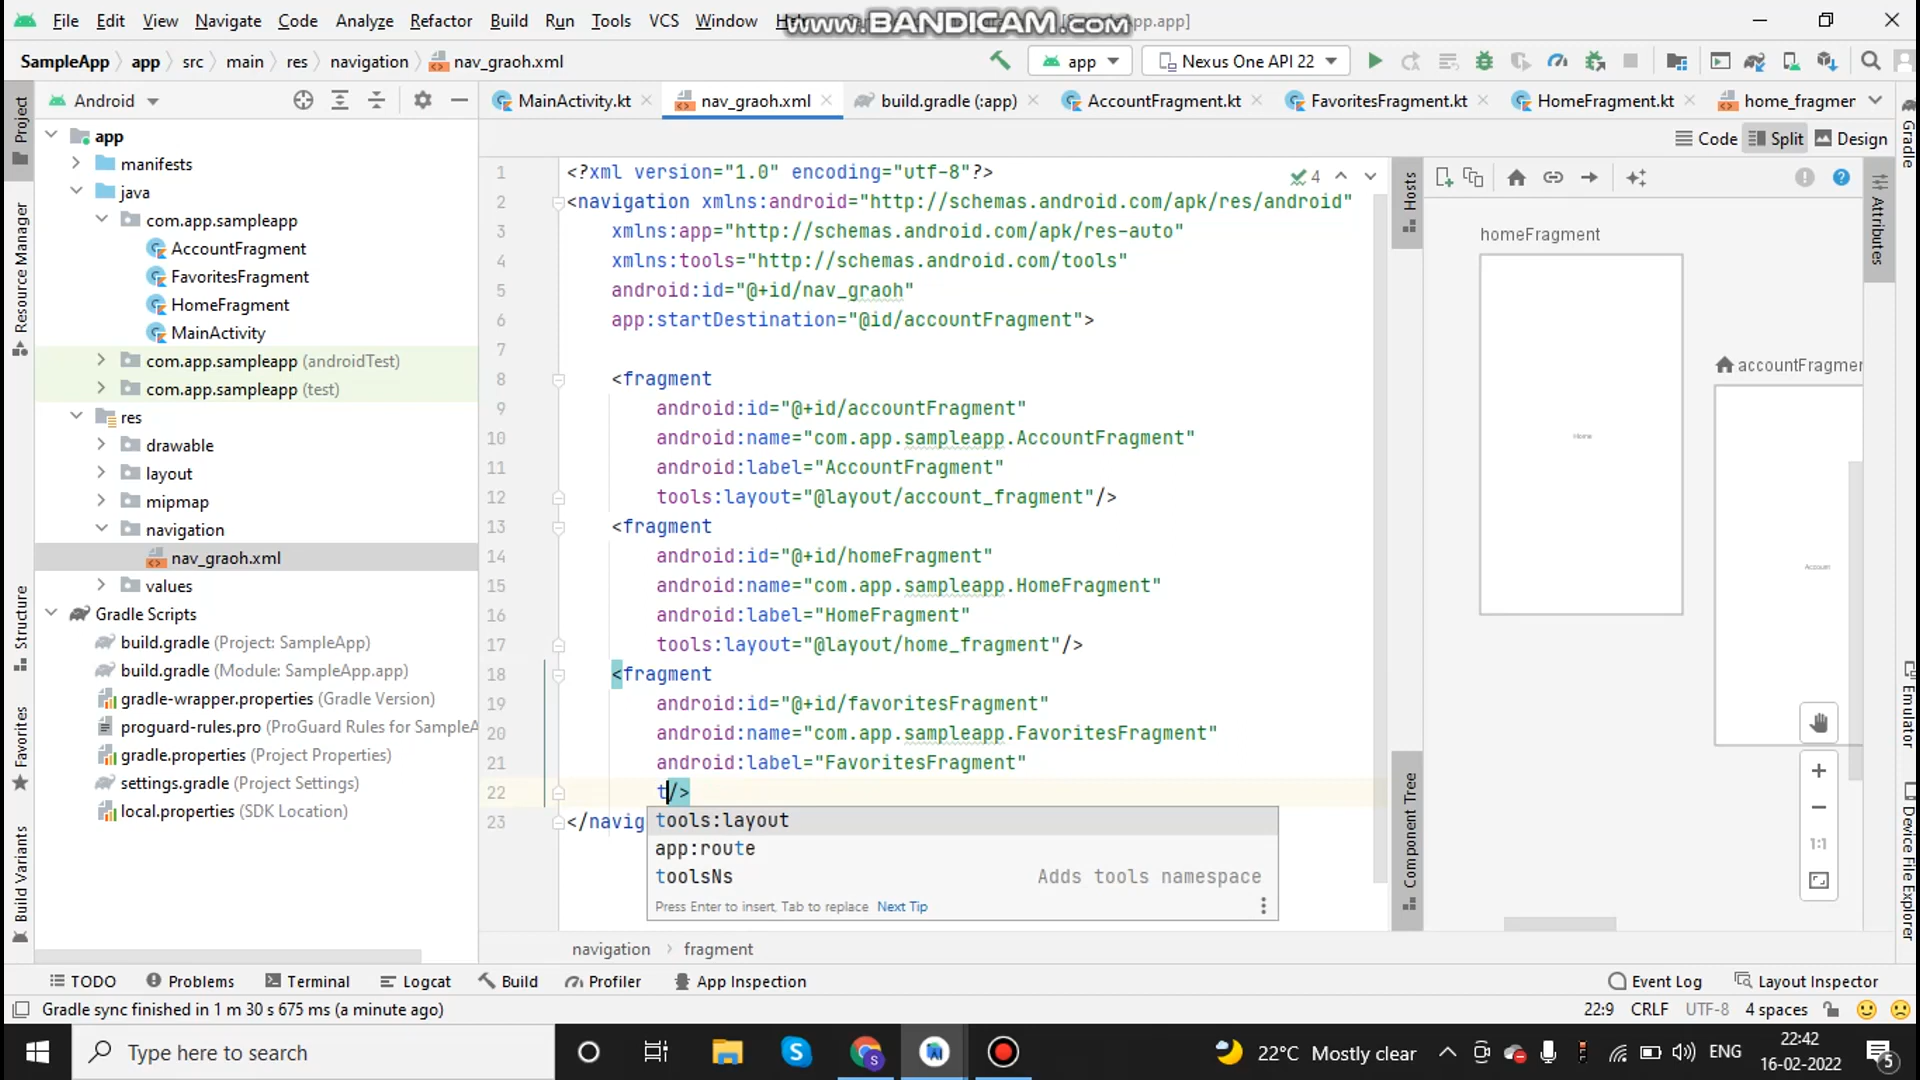 File Edit View Navigate Code Analyze Refactor Build Run Tools VCS Window
www.BANDICAM.com
SampleApp app src main res navigation nav_graoh.xml
app Nexus One API 22
Android
MainActivity.kt nav_graoh.xml build.gradle (:app) AccountFragment.kt FavoritesFragment.kt HomeFragment.kt home_fragmer
Code Split Design
Project
Resource Manager
Structure
Favorites
Build Variants
app
manifests
java
com.app.sampleapp
AccountFragment
FavoritesFragment
HomeFragment
MainActivity
com.app.sampleapp (androidTest)
com.app.sampleapp (test)
res
drawable
layout
mipmap
navigation
nav_graoh.xml
values
Gradle Scripts
build.gradle (Project: SampleApp)
build.gradle (Module: SampleApp.app)
gradle-wrapper.properties (Gradle Version)
proguard-rules.pro (ProGuard Rules for SampleA
gradle.properties (Project Properties)
settings.gradle (Project Settings)
local.properties (SDK Location)
1 <?xml version="1.0" encoding="utf-8"?>
2 <navigation xmlns:android="http://schemas.android.com/apk/res/android"
3 xmlns:app="http://schemas.android.com/apk/res-auto"
4 xmlns:tools="http://schemas.android.com/tools"
5 android:id="@+id/nav_graoh"
6 app:startDestination="@id/accountFragment">
7
8 <fragment
9 android:id="@+id/accountFragment"
10 android:name="com.app.sampleapp.AccountFragment"
11 android:label="AccountFragment"
12 tools:layout="@layout/account_fragment"/>
13 <fragment
14 android:id="@+id/homeFragment"
15 android:name="com.app.sampleapp.HomeFragment"
16 android:label="HomeFragment"
17 tools:layout="@layout/home_fragment"/>
18 <fragment
19 android:id="@+id/favoritesFragment"
20 android:name="com.app.sampleapp.FavoritesFragment"
21 android:label="FavoritesFragment"
22 t/>
23 </navig
4
tools:layout
app:route
toolsNs Adds tools namespace
Press Enter to insert, Tab to replace Next Tip
navigation fragment
Hosts
Component Tree
homeFragment
Home
accountFragmer
Account
1:1
Attributes
Gradle
Emulator
Device File Explorer
TODO Problems Terminal Logcat Build Profiler App Inspection Event Log Layout Inspector
Gradle sync finished in 1 m 30 s 675 ms (a minute ago) 22:9 CRLF UTF-8 4 spaces
Type here to search
22°C Mostly clear ENG
22:42
16-02-2022
5